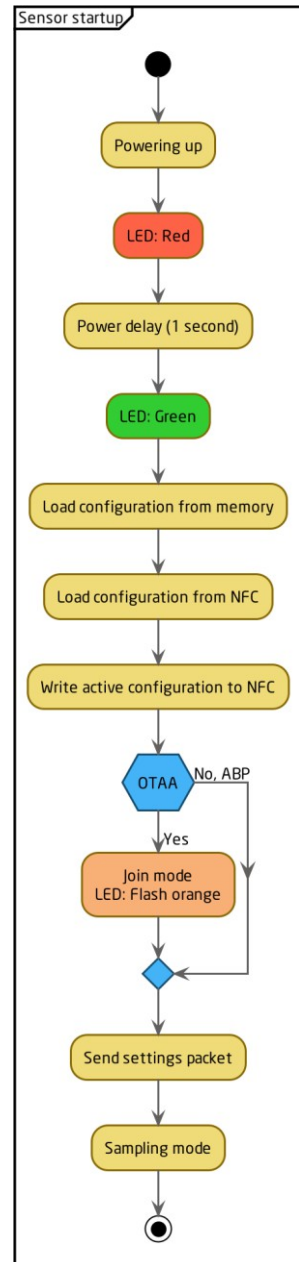 Sensor startup
Powering up
LED: Red
Power delay (1 second)
LED: Green
Load configuration from memory
Load configuration from NFC
Write active configuration to NFC
OTAA
No, ABP
Yes
Join mode
LED: Flash orange
Send settings packet
Sampling mode